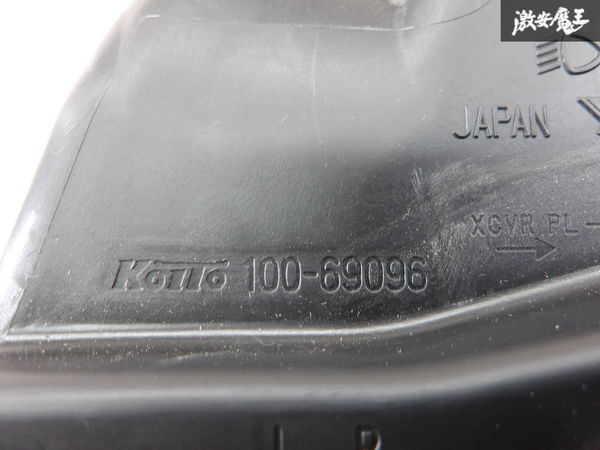 激安魔王
JAPAN
XCVR PL
KOITO 100-69096
L R